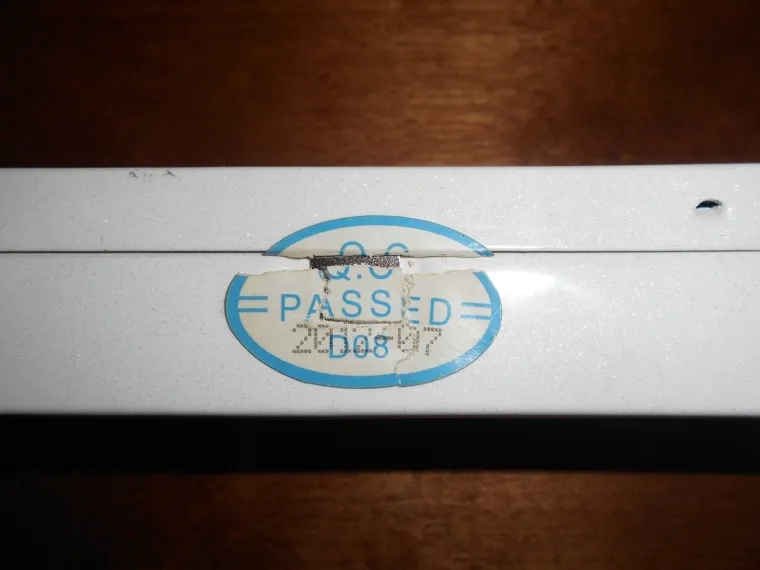 Q.C
= PASSED =
D08